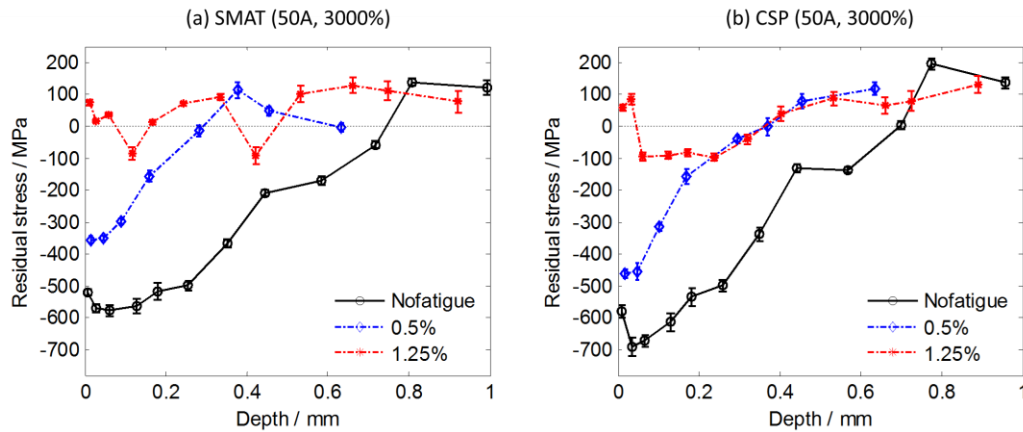 (a) SMAT (50A, 3000%)
Residual stress / MPa
200
100
0
-100
-200
-300
-400
-500
-600
-700
Nofatigue
0.5%
1.25%
0 0.2 0.4 0.6 0.8 1
Depth / mm
(b) CSP (50A, 3000%)
Residual stress / MPa
200
100
0
-100
-200
-300
-400
-500
-600
-700
Nofatigue
0.5%
1.25%
0 0.2 0.4 0.6 0.8 1
Depth / mm